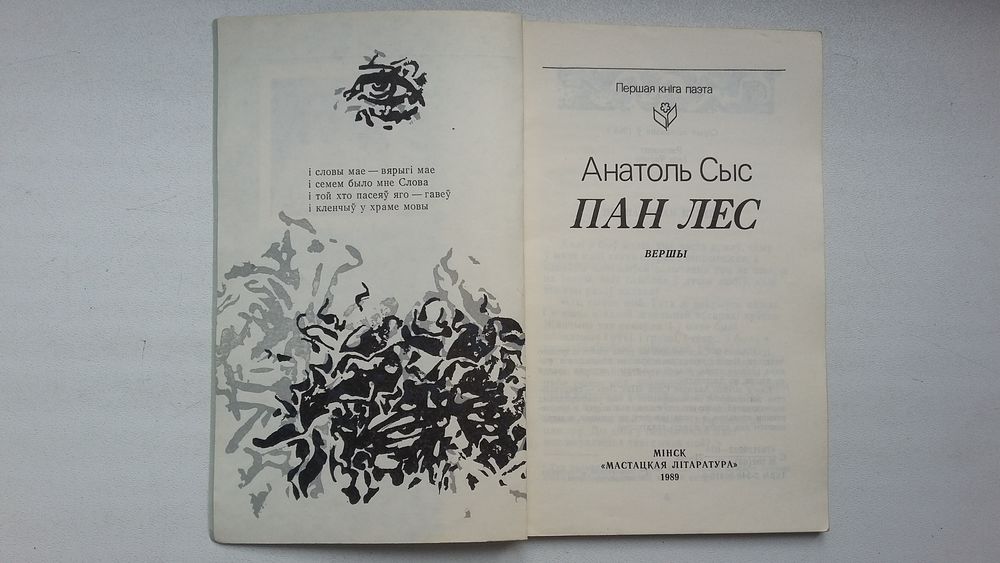 і словы мае — вярыгі мае
і семем было мне Слова
і той хто пасеяў яго — гавеў
і кленчыў у храме мовы
Першая кніга паэта
Анатоль Сыс
ПАН ЛЕС
ВЕРШЫ
МІНСК
«МАСТАЦКАЯ ЛІТАРАТУРА»
1989